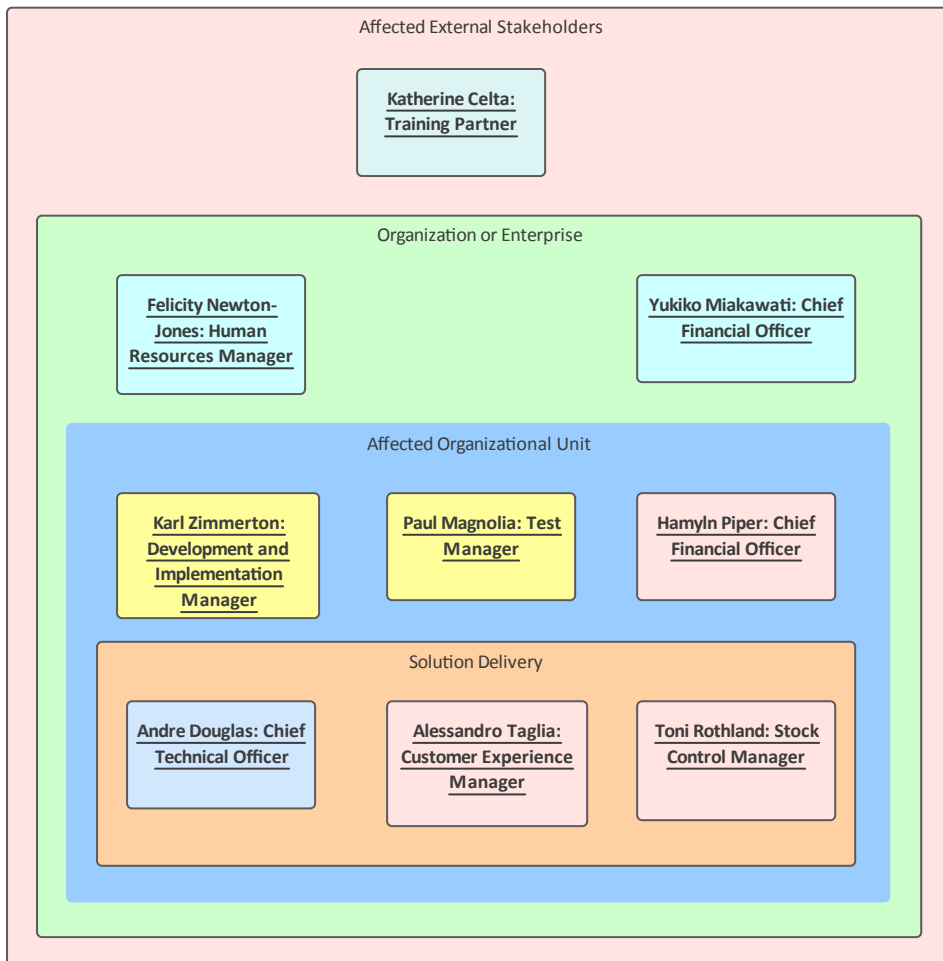 Affected External Stakeholders
Katherine Celta:
Training Partner
Organization or Enterprise
Felicity Newton-
Jones: Human
Resources Manager
Yukiko Miakawati: Chief
Financial Officer
Affected Organizational Unit
Karl Zimmerton:
Development and
Implementation
Manager
Paul Magnolia: Test
Manager
Hamyln Piper: Chief
Financial Officer
Solution Delivery
Andre Douglas: Chief
Technical Officer
Alessandro Taglia:
Customer Experience
Manager
Toni Rothland: Stock
Control Manager